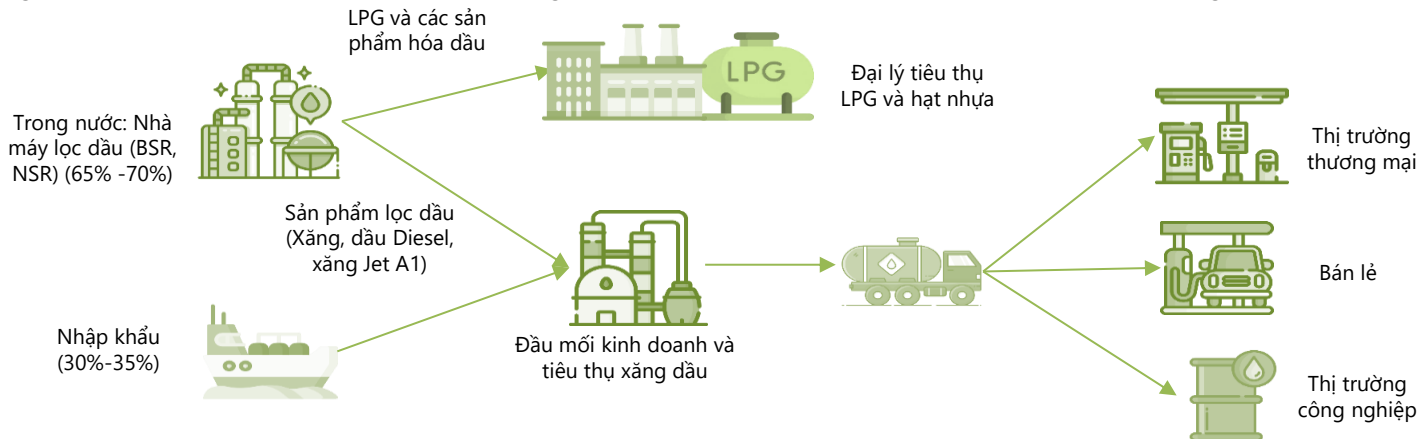 LPG và các sản
phẩm hóa dầu
LPG
Đại lý tiêu thụ
LPG và hạt nhựa
Trong nước: Nhà
máy lọc dầu (BSR,
NSR) (65% -70%)
Thị trường
thương mại
Sản phẩm lọc dầu
(Xăng, dầu Diesel,
xăng Jet A1)
Bán lẻ
Nhập khẩu
(30%-35%)
Đầu mối kinh doanh và
tiêu thụ xăng dầu
Thị trường
công nghiệp